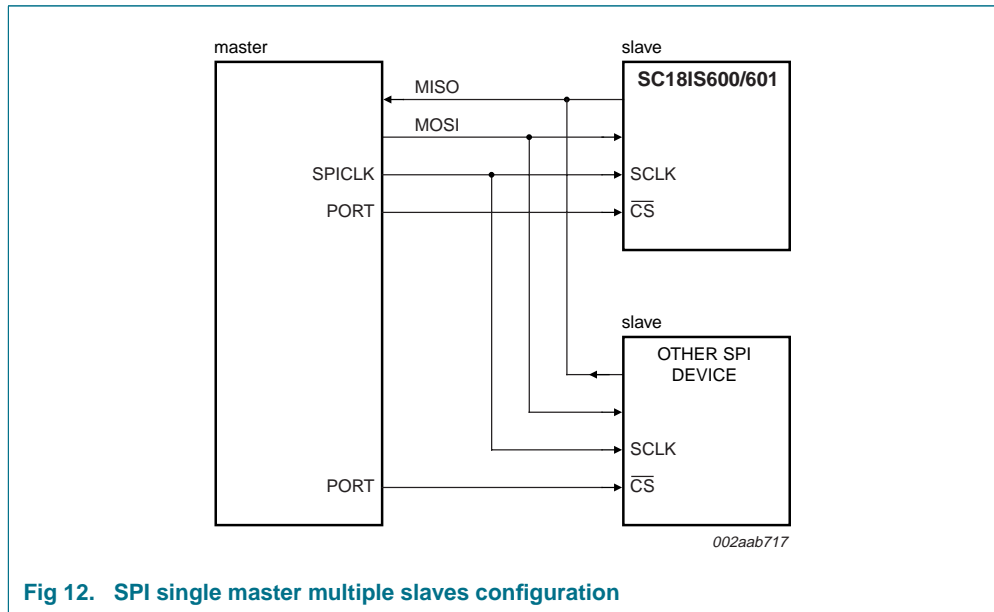 master
slave
SC18IS600/601
MISO
MOSI
SPICLK
SCLK
PORT
CS
slave
OTHER SPI
DEVICE
SCLK
PORT
CS
002aab717
Fig 12. SPI single master multiple slaves configuration